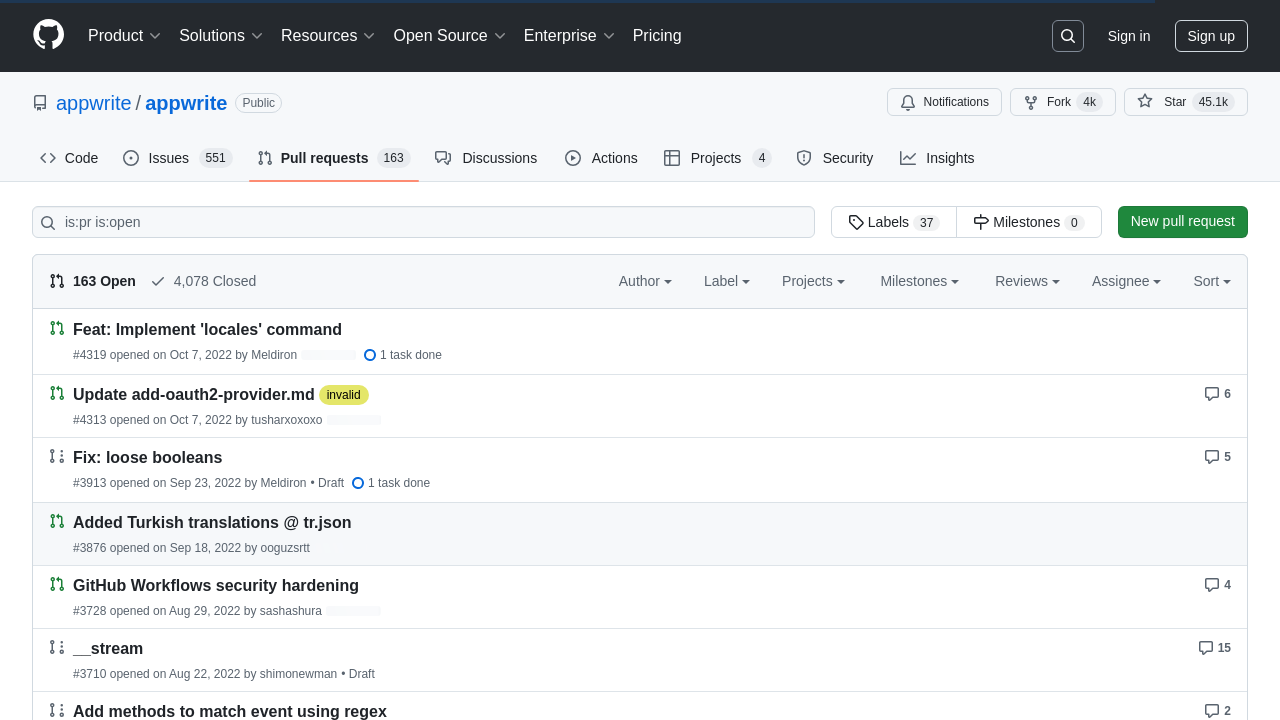 Product Solutions Resources Open Source Enterprise Pricing Sign in Sign up
appwrite / appwrite Public Notifications Fork 4k Star 45.1k
Code Issues 551 Pull requests 163 Discussions Actions Projects 4 Security Insights
is:pr is:open Labels 37 Milestones 0 New pull request
163 Open 4,078 Closed Author Label Projects Milestones Reviews Assignee Sort
Feat: Implement 'locales' command
#4319 opened on Oct 7, 2022 by Meldiron 1 task done
Update add-oauth2-provider.md invalid 6
#4313 opened on Oct 7, 2022 by tusharxoxoxo
Fix: loose booleans 5
#3913 opened on Sep 23, 2022 by Meldiron • Draft 1 task done
Added Turkish translations @ tr.json
#3876 opened on Sep 18, 2022 by ooguzsrtt
GitHub Workflows security hardening 4
#3728 opened on Aug 29, 2022 by sashashura
__stream 15
#3710 opened on Aug 22, 2022 by shimonewman • Draft
Add methods to match event using regex 2